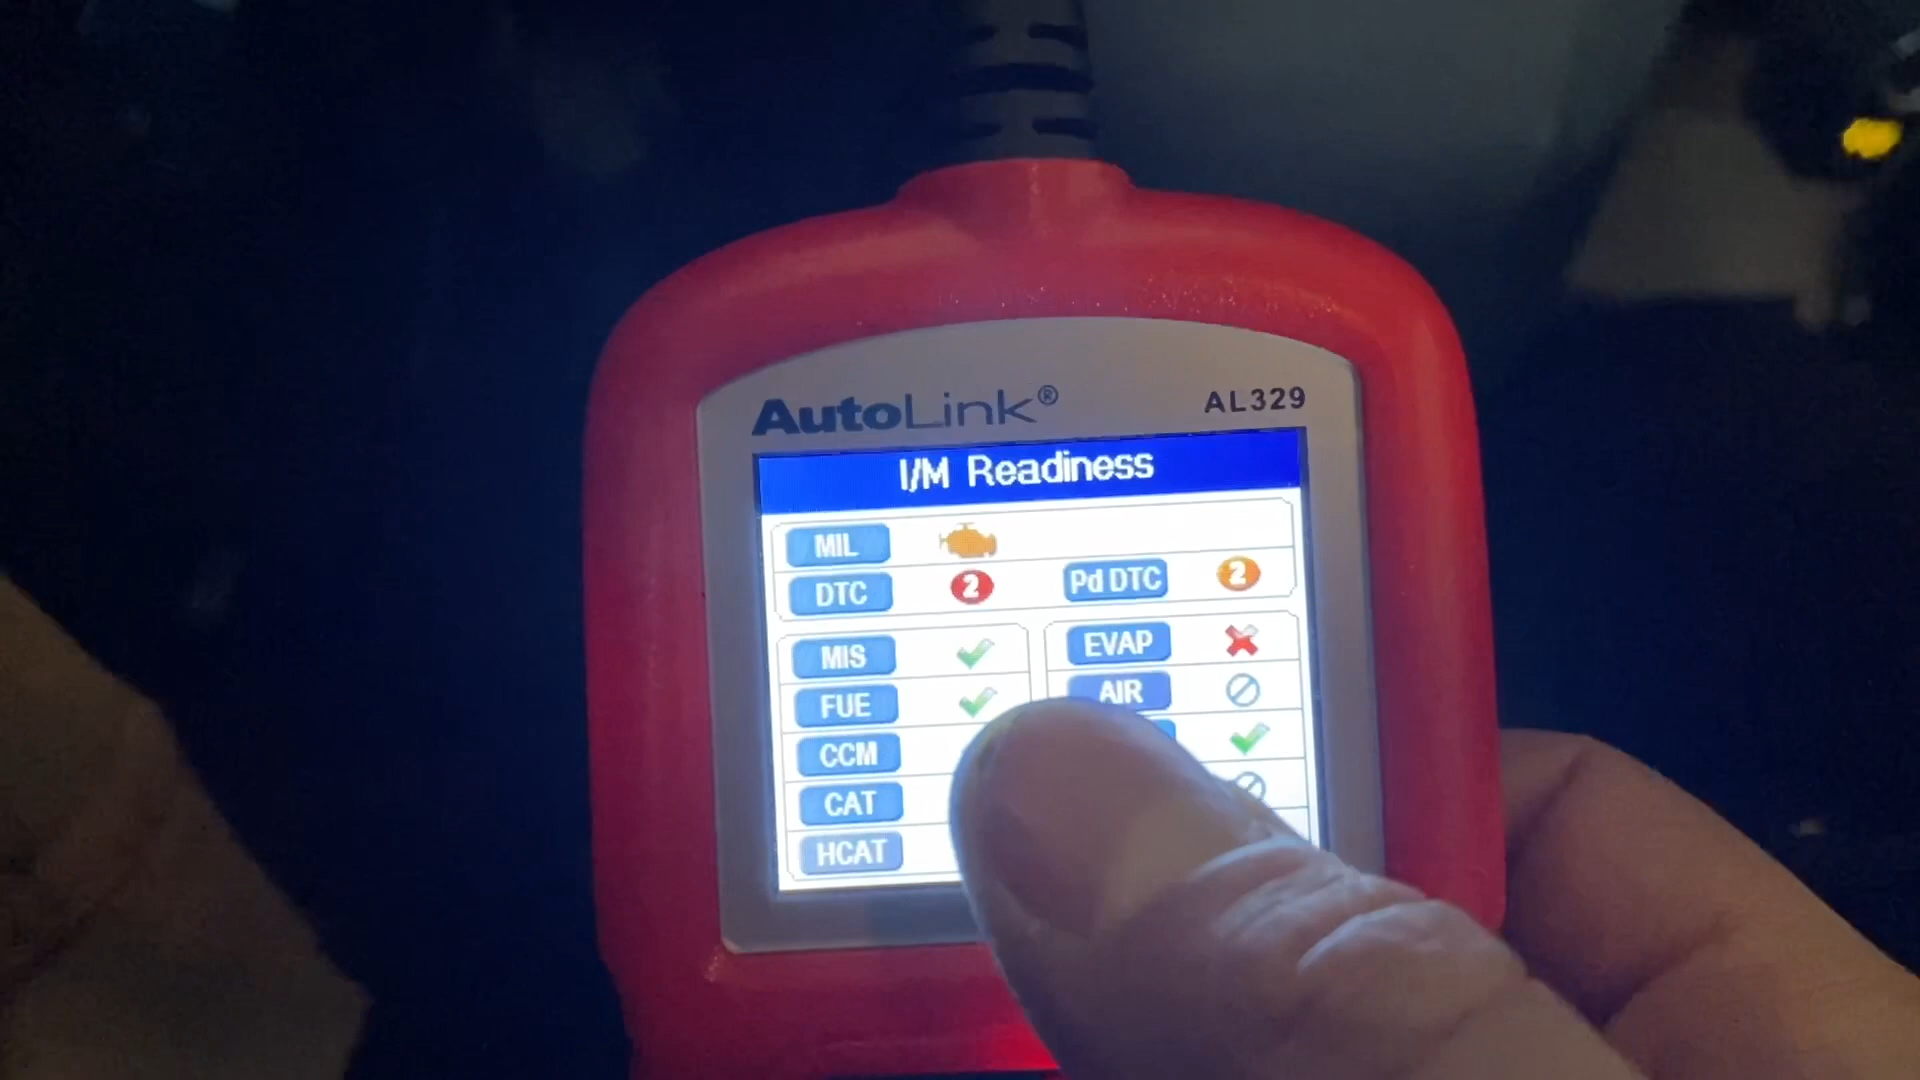 AutoLink® AL329
I/M Readiness
MIL
DTC 2 Pd DTC 2
MIS EVAP
FUE AIR
CCM
CAT
HCAT